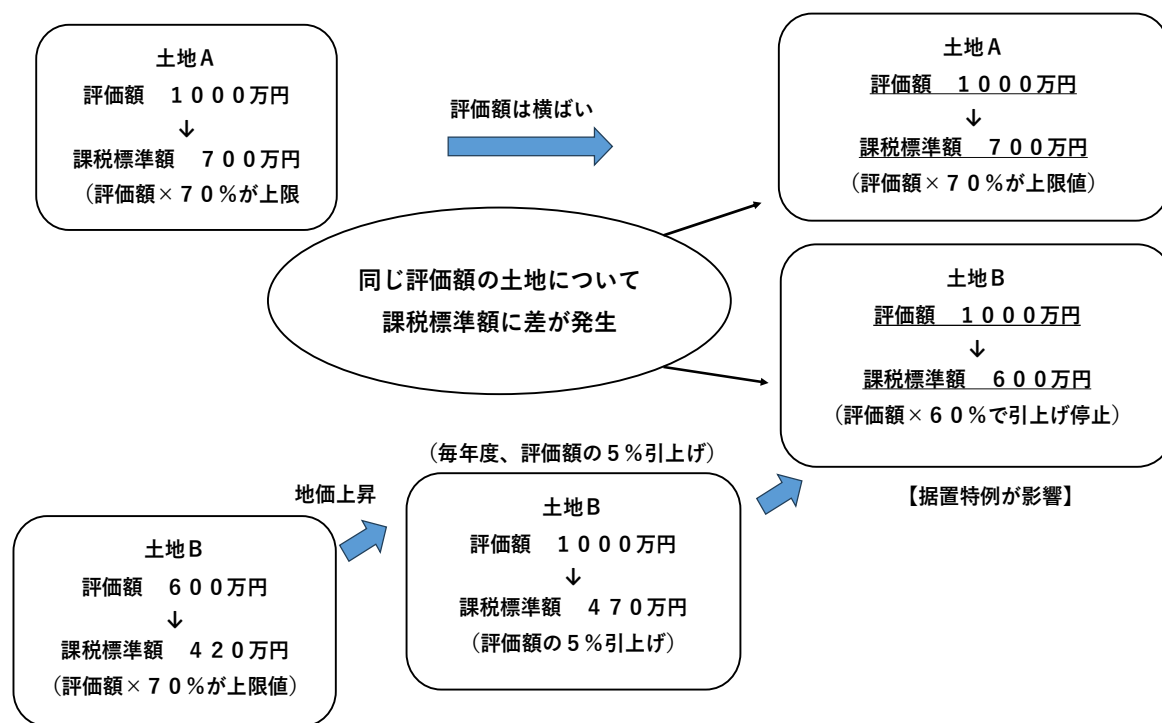 土地A
評価額　１０００万円
↓
課税標準額　７００万円
（評価額×７０％が上限
評価額は横ばい
土地A
評価額　１０００万円
↓
課税標準額　７００万円
（評価額×７０％が上限値）
同じ評価額の土地について
課税標準額に差が発生
土地B
評価額　１０００万円
↓
課税標準額　６００万円
（評価額×６０％で引上げ停止）
【据置特例が影響】
土地B
評価額　６００万円
↓
課税標準額　４２０万円
（評価額×７０％が上限値）
地価上昇
（毎年度、評価額の５％引上げ）
土地B
評価額　１０００万円
↓
課税標準額　４７０万円
（評価額の５％引上げ）